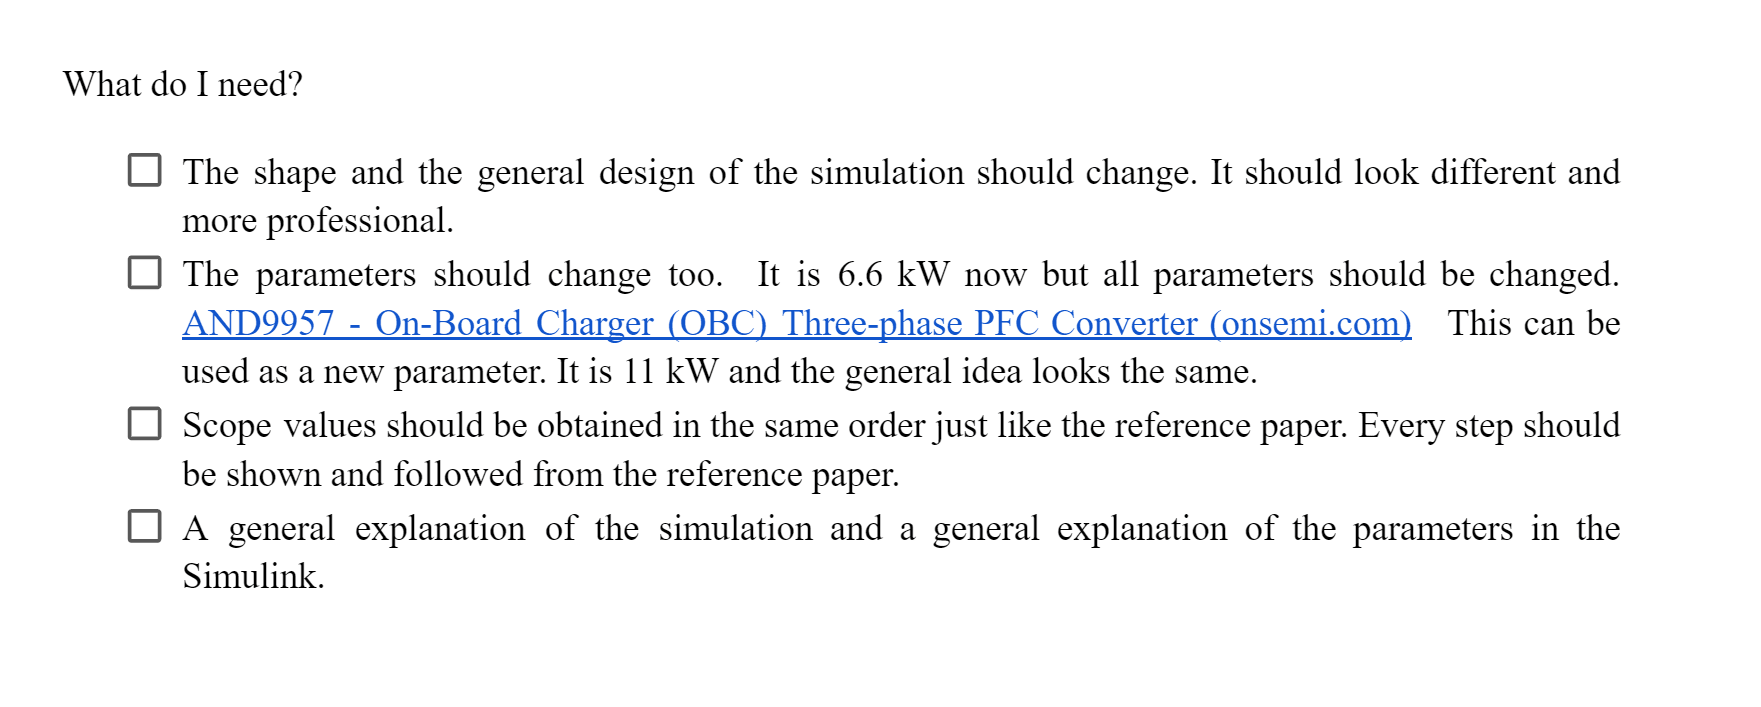 What do I need?
The shape and the general design of the simulation should change. It should look different and
more professional.
The parameters should change too. It is 6.6 kW now but all parameters should be changed.
AND9957 - On-Board Charger (OBC) Three-phase PFC Converter (onsemi.com) This can be
used as a new parameter. It is 11 kW and the general idea looks the same.
Scope values should be obtained in the same order just like the reference paper. Every step should
be shown and followed from the reference paper.
A general explanation of the simulation and a general explanation of the parameters in the
Simulink.